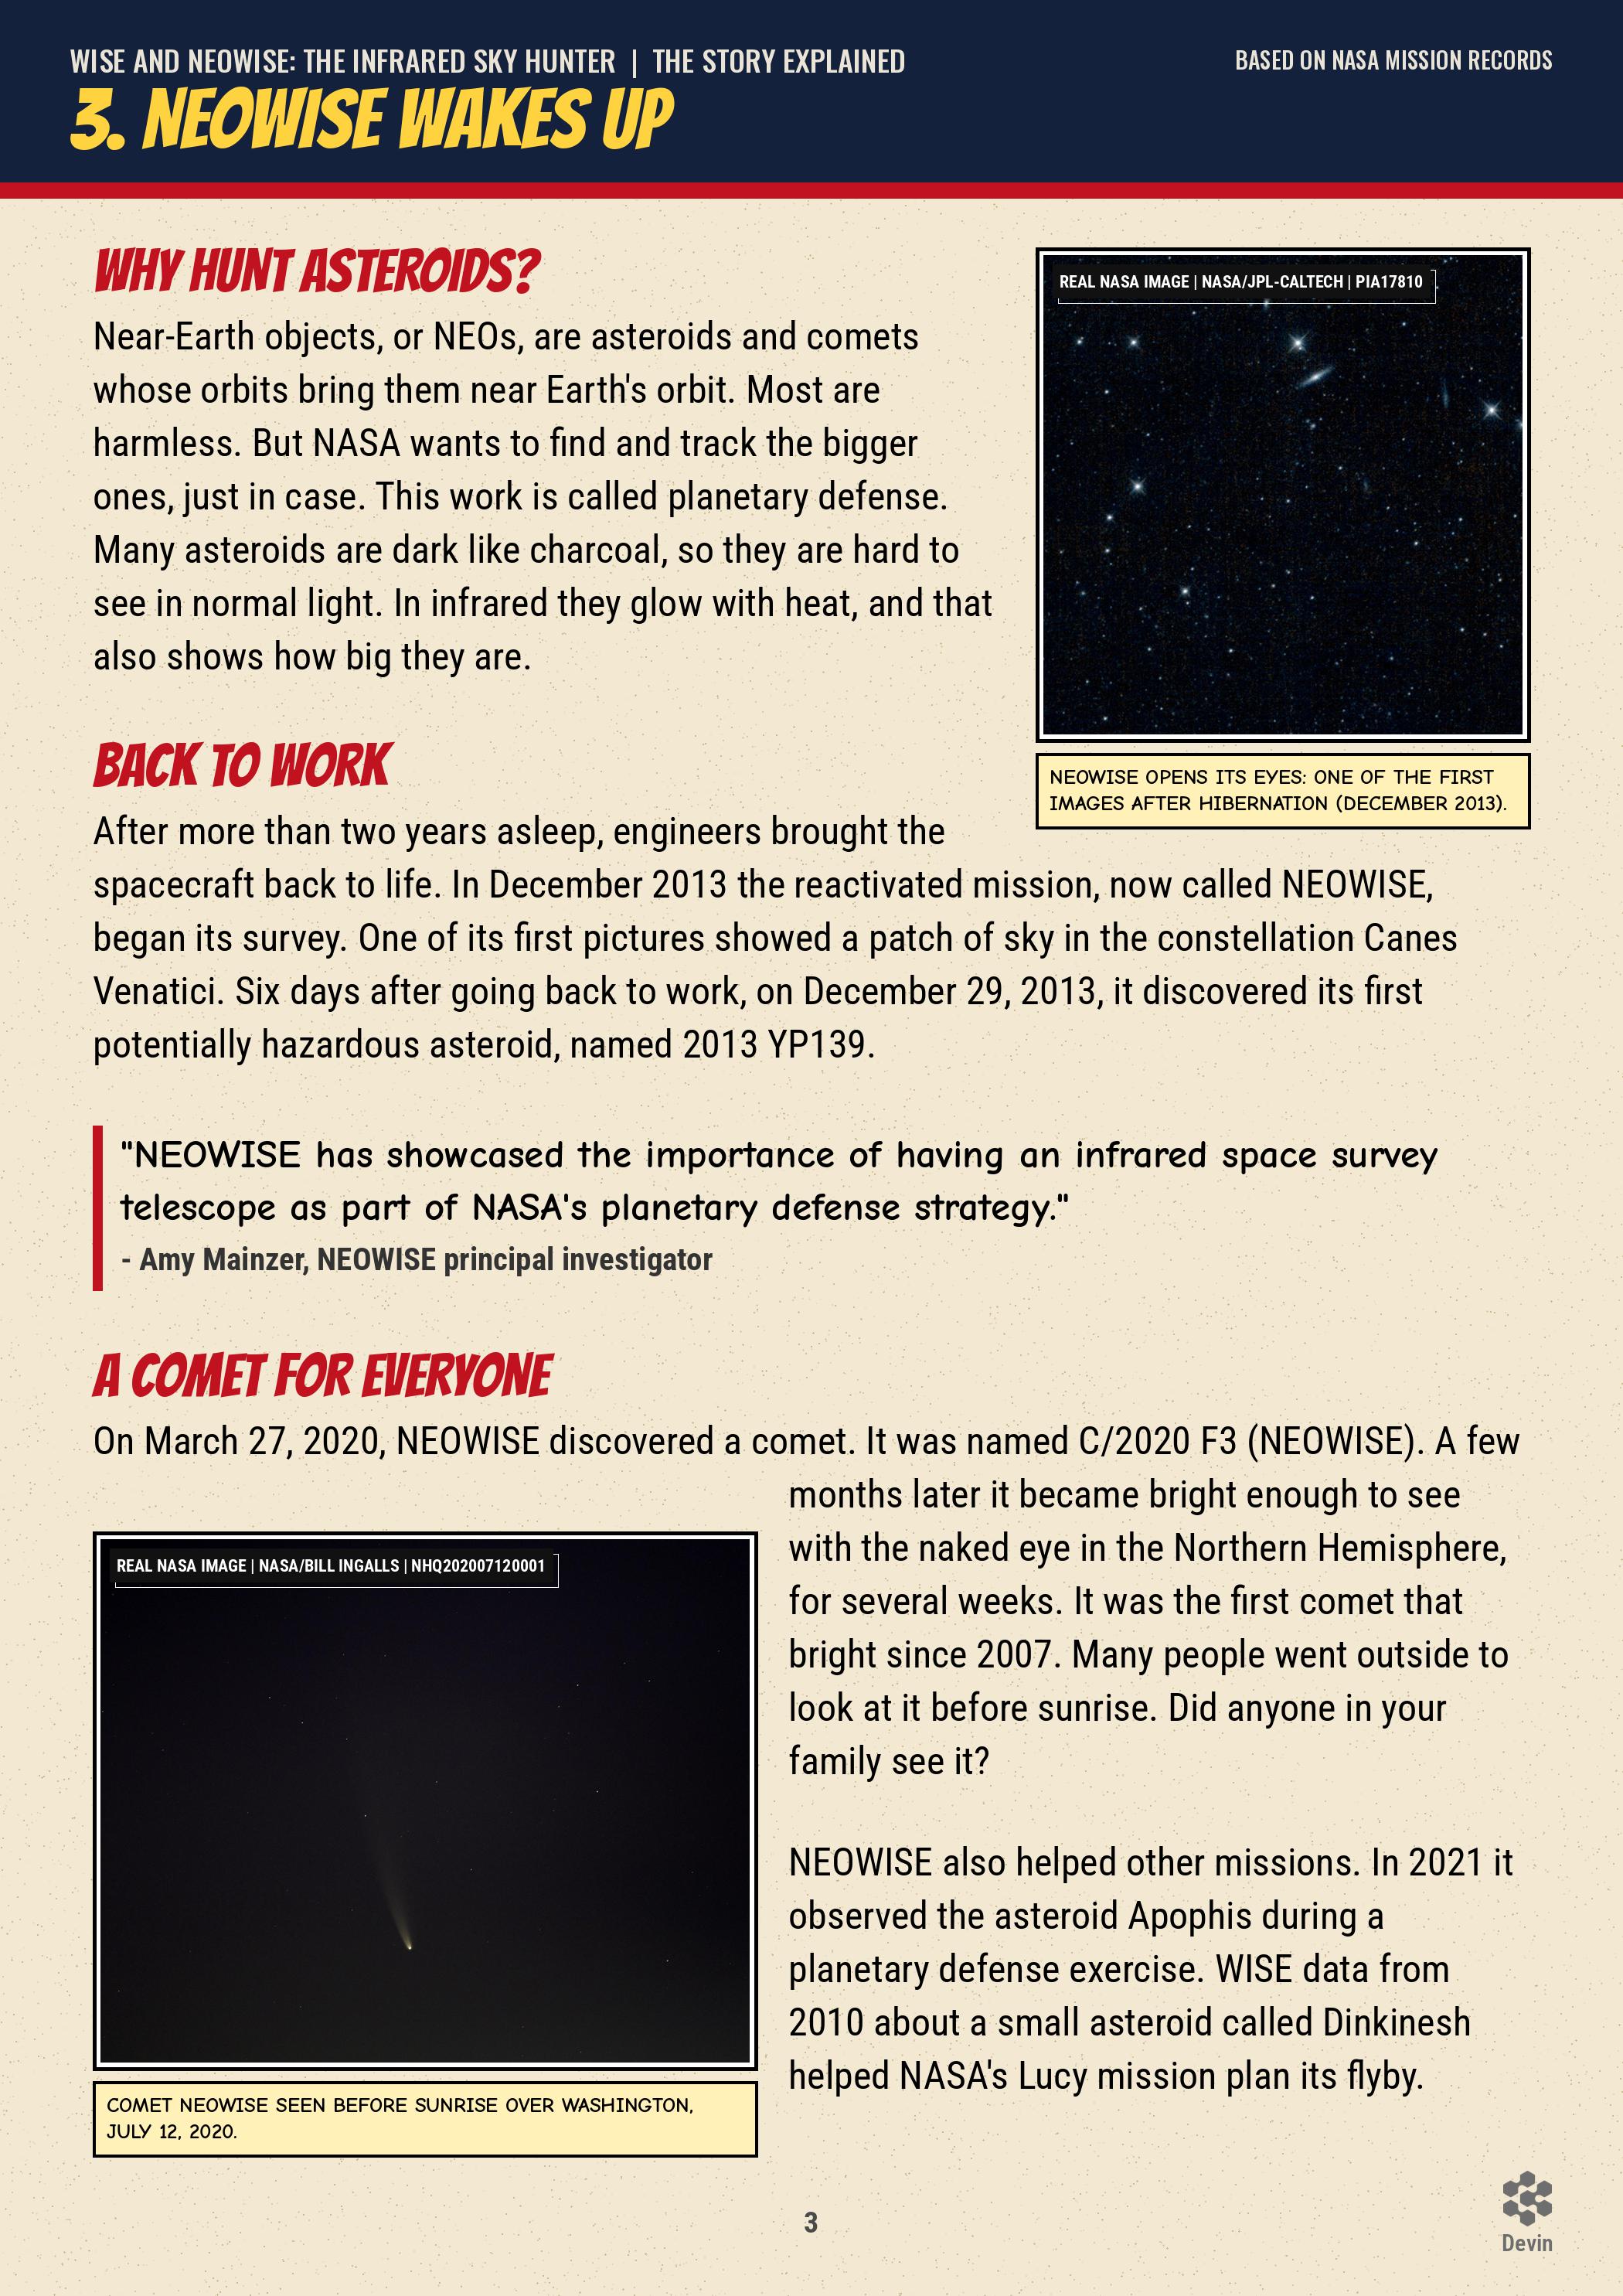 WISE AND NEOWISE: THE INFRARED SKY HUNTER | THE STORY EXPLAINED
BASED ON NASA MISSION RECORDS
3. NEOWISE WAKES UP
WHY HUNT ASTEROIDS?
Near-Earth objects, or NEOs, are asteroids and comets
whose orbits bring them near Earth's orbit. Most are
harmless. But NASA wants to find and track the bigger
ones, just in case. This work is called planetary defense.
Many asteroids are dark like charcoal, so they are hard to
see in normal light. In infrared they glow with heat, and that
also shows how big they are.
REAL NASA IMAGE | NASA/JPL-CALTECH | PIA17810
NEOWISE OPENS ITS EYES: ONE OF THE FIRST
IMAGES AFTER HIBERNATION (DECEMBER 2013).
BACK TO WORK
After more than two years asleep, engineers brought the
spacecraft back to life. In December 2013 the reactivated mission, now called NEOWISE,
began its survey. One of its first pictures showed a patch of sky in the constellation Canes
Venatici. Six days after going back to work, on December 29, 2013, it discovered its first
potentially hazardous asteroid, named 2013 YP139.
"NEOWISE has showcased the importance of having an infrared space survey
telescope as part of NASA's planetary defense strategy."
- Amy Mainzer, NEOWISE principal investigator
A COMET FOR EVERYONE
On March 27, 2020, NEOWISE discovered a comet. It was named C/2020 F3 (NEOWISE). A few
months later it became bright enough to see
with the naked eye in the Northern Hemisphere,
for several weeks. It was the first comet that
bright since 2007. Many people went outside to
look at it before sunrise. Did anyone in your
family see it?
REAL NASA IMAGE | NASA/BILL INGALLS | NHQ202007120001
COMET NEOWISE SEEN BEFORE SUNRISE OVER WASHINGTON,
JULY 12, 2020.
NEOWISE also helped other missions. In 2021 it
observed the asteroid Apophis during a
planetary defense exercise. WISE data from
2010 about a small asteroid called Dinkinesh
helped NASA's Lucy mission plan its flyby.
3
Devin